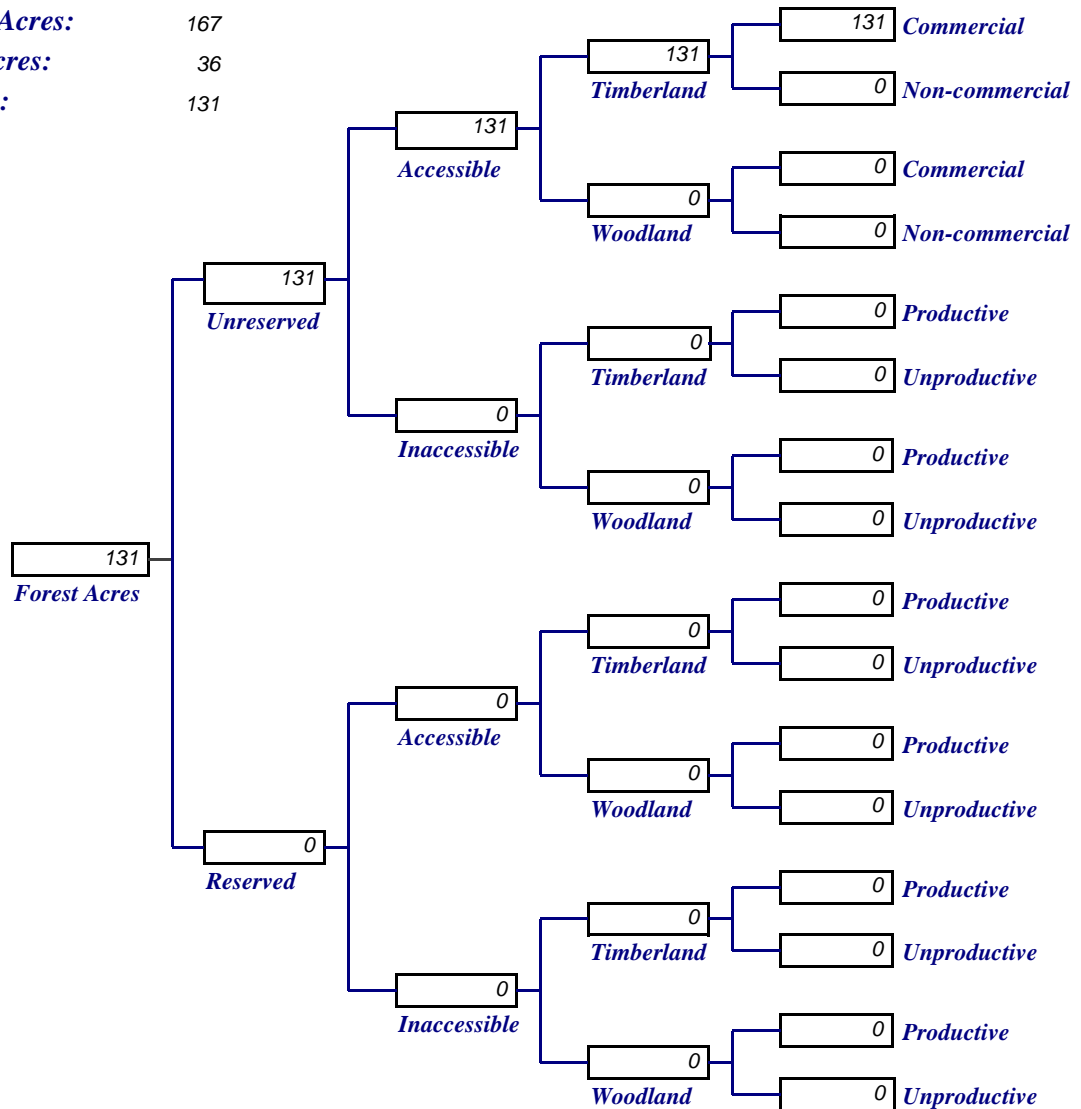 Acres: 167
cres: 36
: 131
131 Commercial
131
Timberland
0 Non-commercial
131
Accessible
0 Commercial
0
Woodland
0 Non-commercial
131
Unreserved
0 Productive
0
Timberland
0 Unproductive
0
Inaccessible
0 Productive
0
Woodland
0 Unproductive
131
Forest Acres
0 Productive
0
Timberland
0 Unproductive
0
Accessible
0 Productive
0
Woodland
0 Unproductive
0
Reserved
0 Productive
0
Timberland
0 Unproductive
0
Inaccessible
0 Productive
0
Woodland
0 Unproductive